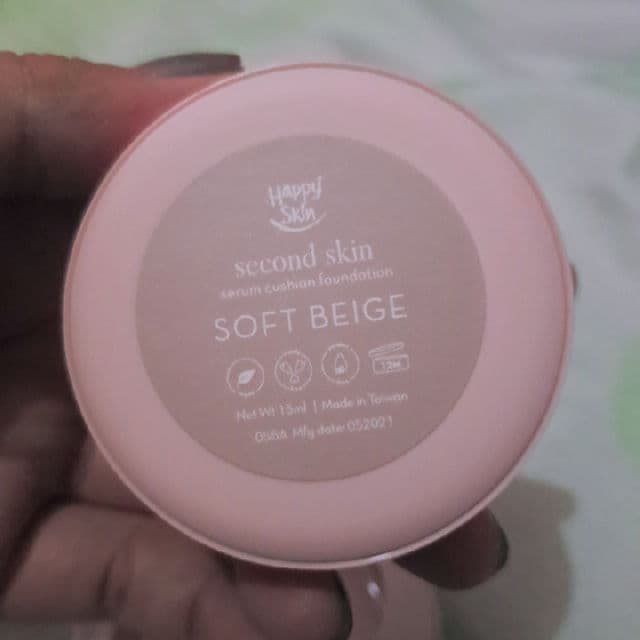 Happy
Skin
second skin
serum cushion foundation
SOFT BEIGE
12M
Net Wt 15ml | Made in Taiwan
Mfg date: 052021